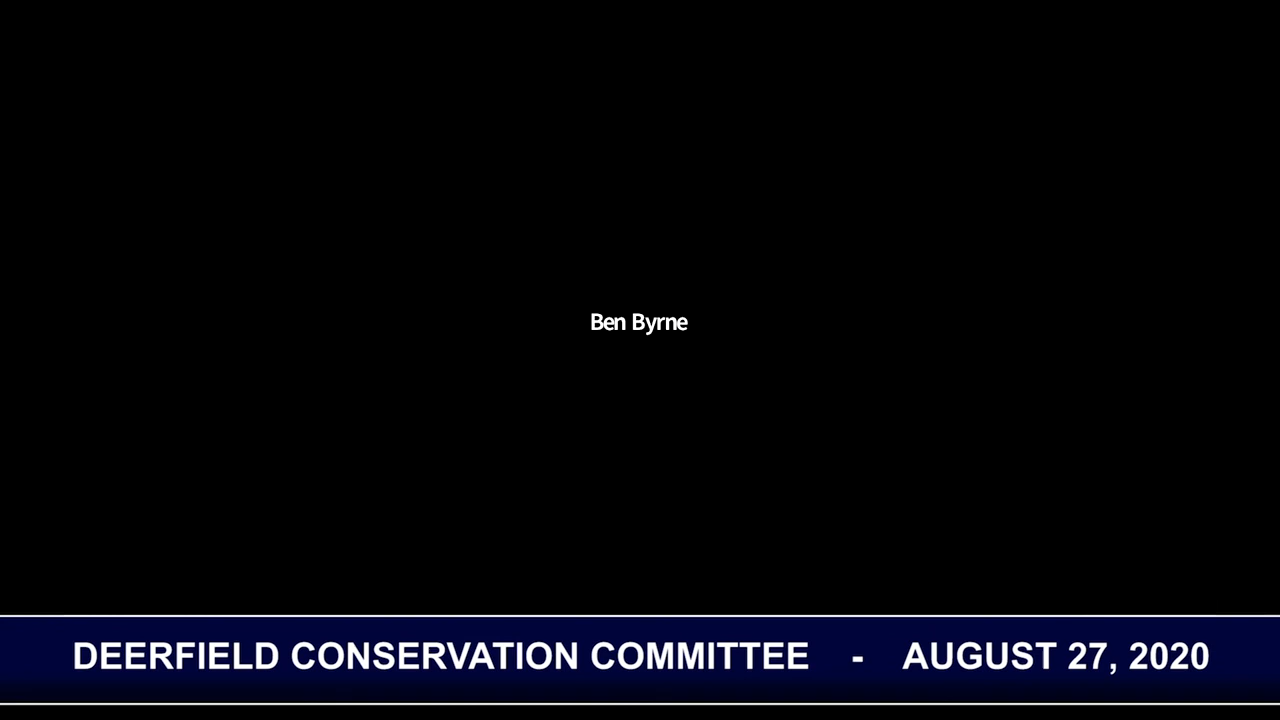 Ben Byrne
DEERFIELD CONSERVATION COMMITTEE - AUGUST 27, 2020